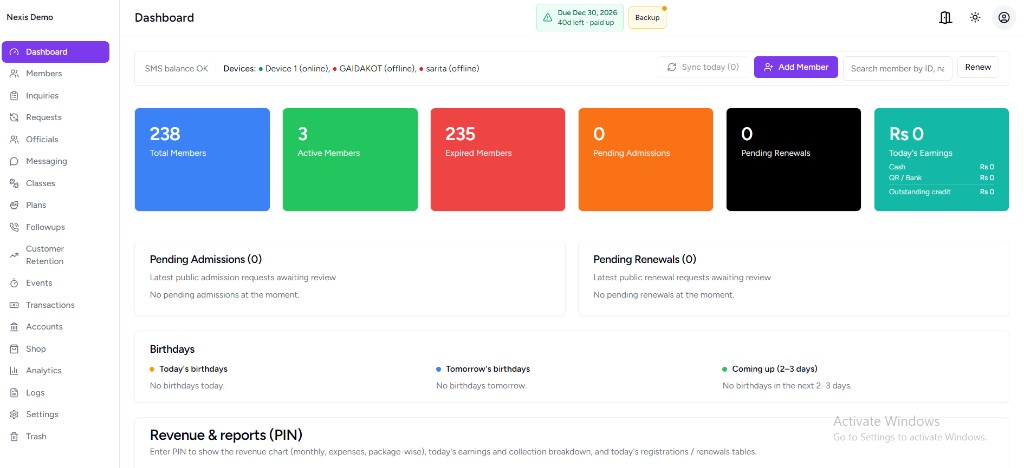 Nexis Demo
Dashboard
Due Dec 30, 2026
40d left · paid up
Backup
Dashboard
Members
Inquiries
Requests
Officials
Messaging
Classes
Plans
Followups
Customer
Retention
Events
Transactions
Accounts
Shop
Analytics
Logs
Settings
Trash
SMS balance OK
Devices: Device 1 (online), GAIDAKOT (offline), sarita (offline)
Sync today (0)
Add Member
Search member by ID, na
Renew
238
Total Members
3
Active Members
235
Expired Members
0
Pending Admissions
0
Pending Renewals
Rs 0
Today's Earnings
Cash Rs 0
QR / Bank Rs 0
Outstanding credit Rs 0
Pending Admissions (0)
Latest public admission requests awaiting review
No pending admissions at the moment.
Pending Renewals (0)
Latest public renewal requests awaiting review
No pending renewals at the moment.
Birthdays
Today's birthdays
No birthdays today.
Tomorrow's birthdays
No birthdays tomorrow.
Coming up (2–3 days)
No birthdays in the next 2–3 days.
Revenue & reports (PIN)
Enter PIN to show the revenue chart (monthly, expenses, package-wise), today's earnings and collection breakdown, and today's registrations / renewals tables.
Activate Windows
Go to Settings to activate Windows.